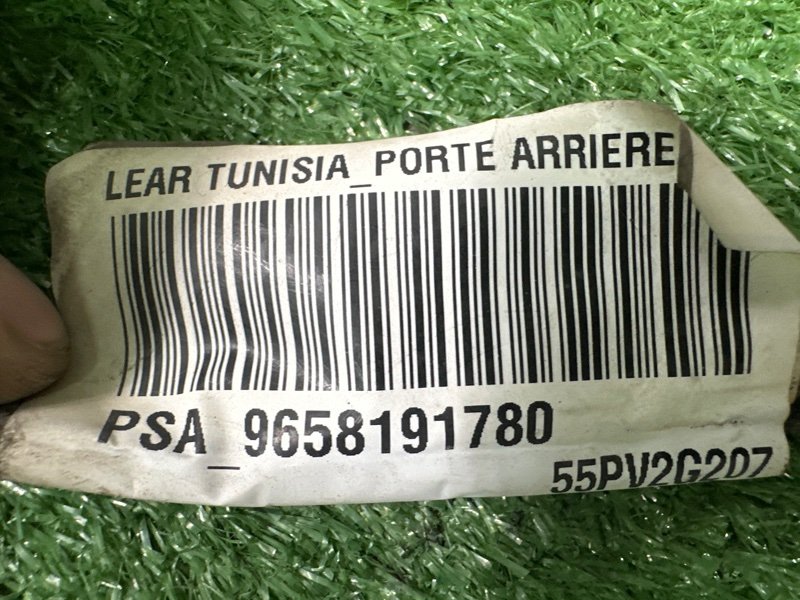 LEAR TUNISIA_PORTE ARRIERE
PSA_9658191780
55PV2G207